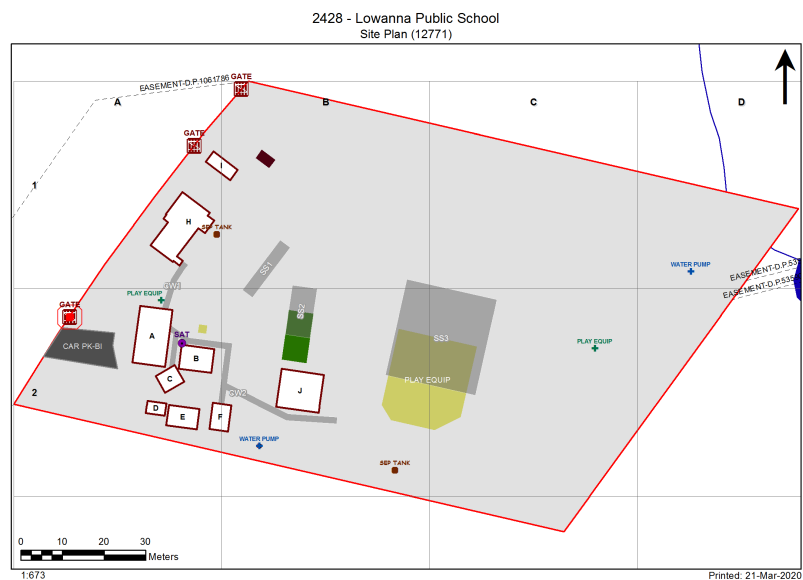 2428 - Lowanna Public School
Site Plan (12771)
EASEMENT-D.P.1061786
GATE
A
B
C
D
GATE
I
1
H
SEP TANK
SS1
WATER PUMP
EASEMENT-D.P.53
EASEMENT-D.P.535
CW1
PLAY EQUIP
GATE
SS2
A
SAT
SS3
PLAY EQUIP
CAR PK-BI
B
C
PLAY EQUIP
2
CW2
J
D
E
F
WATER PUMP
SEP TANK
0 10 20 30
Meters
1:673
Printed: 21-Mar-2020